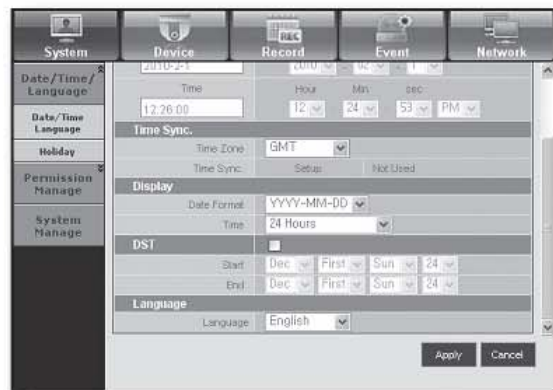 System Device Record Event Network
REC
Date/Time/
Language
Date/Time
Language
Holiday
Permission
Manage
System
Manage
2010-2-1 2010 - 02 - 1
Time Hour Min sec
12:26:00 12 24 53 PM
Time Sync.
Time Zone GMT
Time Sync. Setup Not Used
Display
Date Format YYYY-MM-DD
Time 24 Hours
DST
Start Dec First Sun 24
End Dec First Sun 24
Language
Language English
Apply Cancel